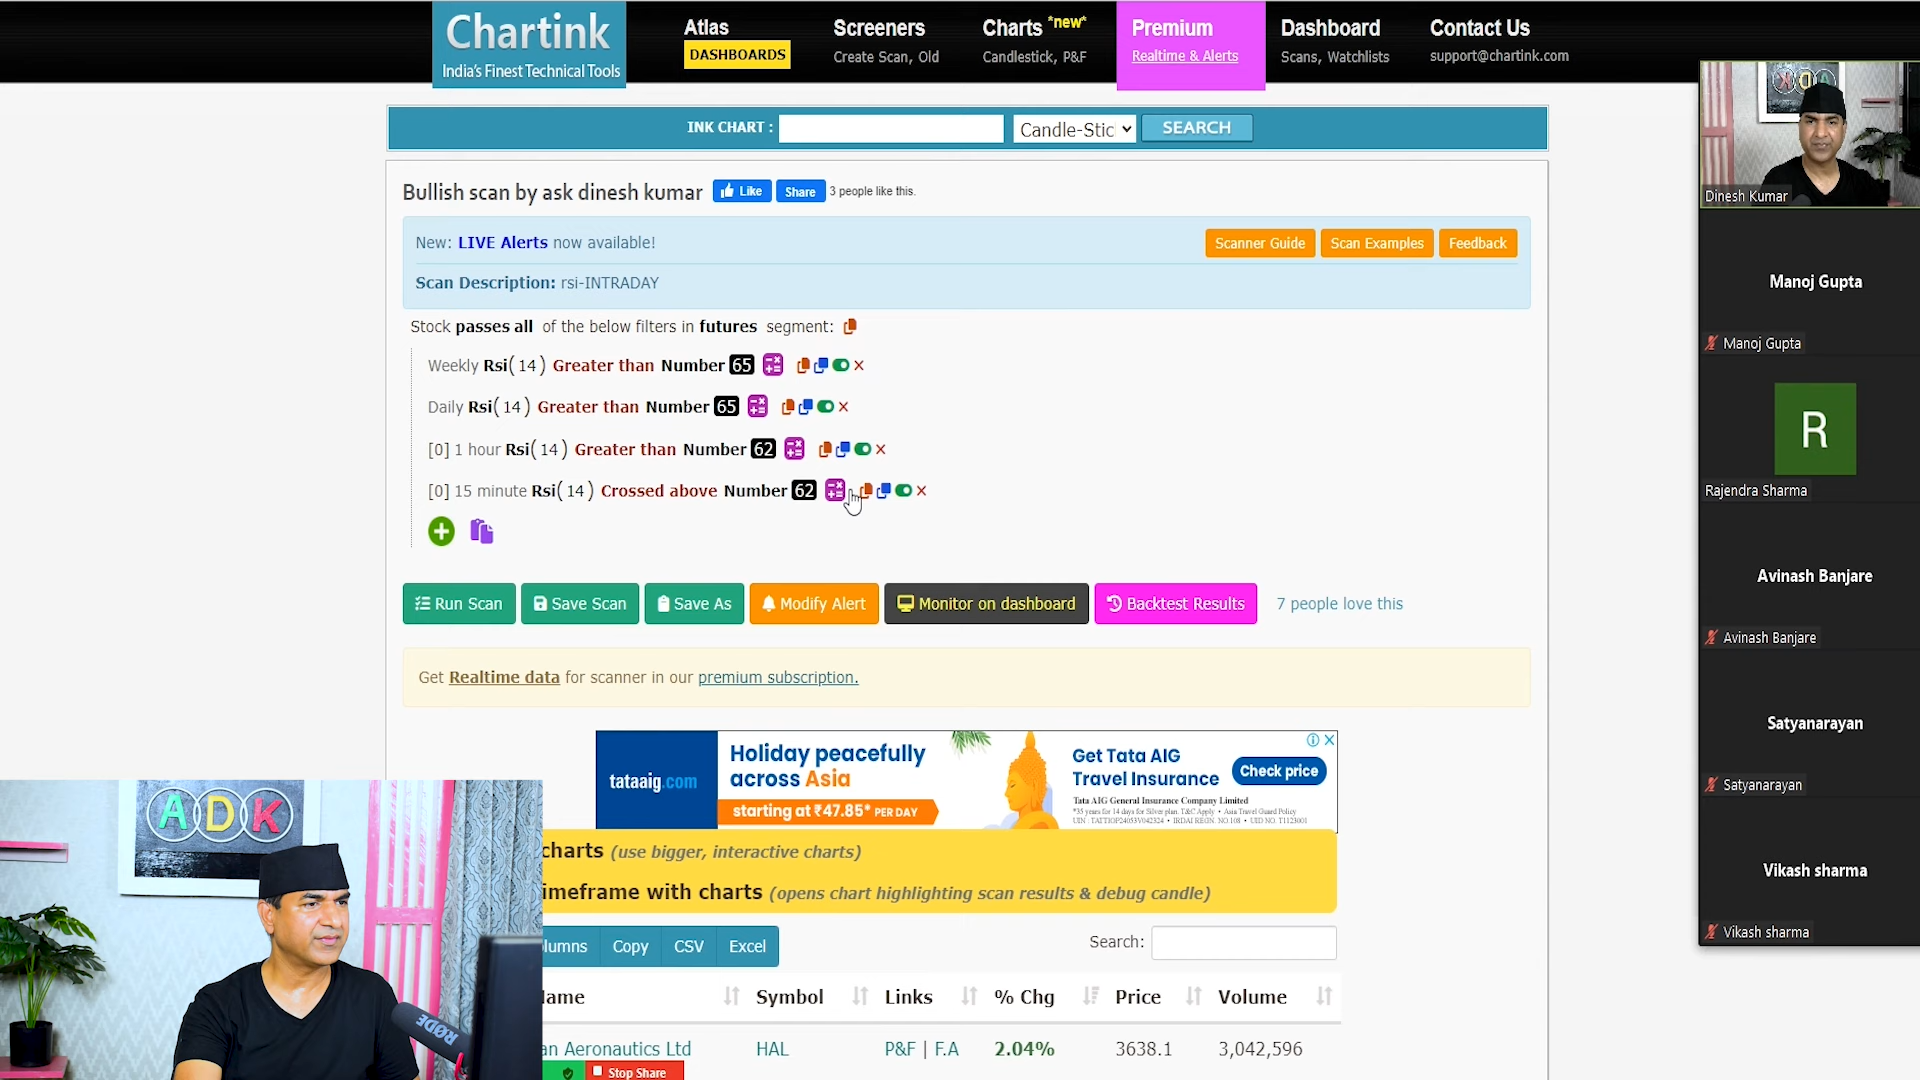 Chartink
India's Finest Technical Tools
Atlas
DASHBOARDS
Screeners
Create Scan, Old
Charts *new*
Candlestick, P&F
Premium
Realtime & Alerts
Dashboard
Scans, Watchlists
Contact Us
support@chartink.com
INK CHART :
Candle-Stic
SEARCH
Bullish scan by ask dinesh kumar
Like
Share
3 people like this.
New: LIVE Alerts now available!
Scanner Guide
Scan Examples
Feedback
Scan Description: rsi-INTRADAY
Stock passes all of the below filters in futures segment:
Weekly Rsi( 14 ) Greater than Number 65
Daily Rsi( 14 ) Greater than Number 65
[0] 1 hour Rsi( 14 ) Greater than Number 62
[0] 15 minute Rsi( 14 ) Crossed above Number 62
Run Scan
Save Scan
Save As
Modify Alert
Monitor on dashboard
Backtest Results
7 people love this
Get Realtime data for scanner in our premium subscription.
tataaig.com
Holiday peacefully
across Asia
starting at ₹47.85* PER DAY
Get Tata AIG
Travel Insurance
Check price
Tata AIG General Insurance Company Limited
charts (use bigger, interactive charts)
imeframe with charts (opens chart highlighting scan results & debug candle)
lumns
Copy
CSV
Excel
Search:
lame
Symbol
Links
% Chg
Price
Volume
an Aeronautics Ltd
HAL
P&F | F.A
2.04%
3638.1
3,042,596
Stop Share
ADK
RØDE
ADK
Dinesh Kumar
Manoj Gupta
Manoj Gupta
R
Rajendra Sharma
Avinash Banjare
Avinash Banjare
Satyanarayan
Satyanarayan
Vikash sharma
Vikash sharma